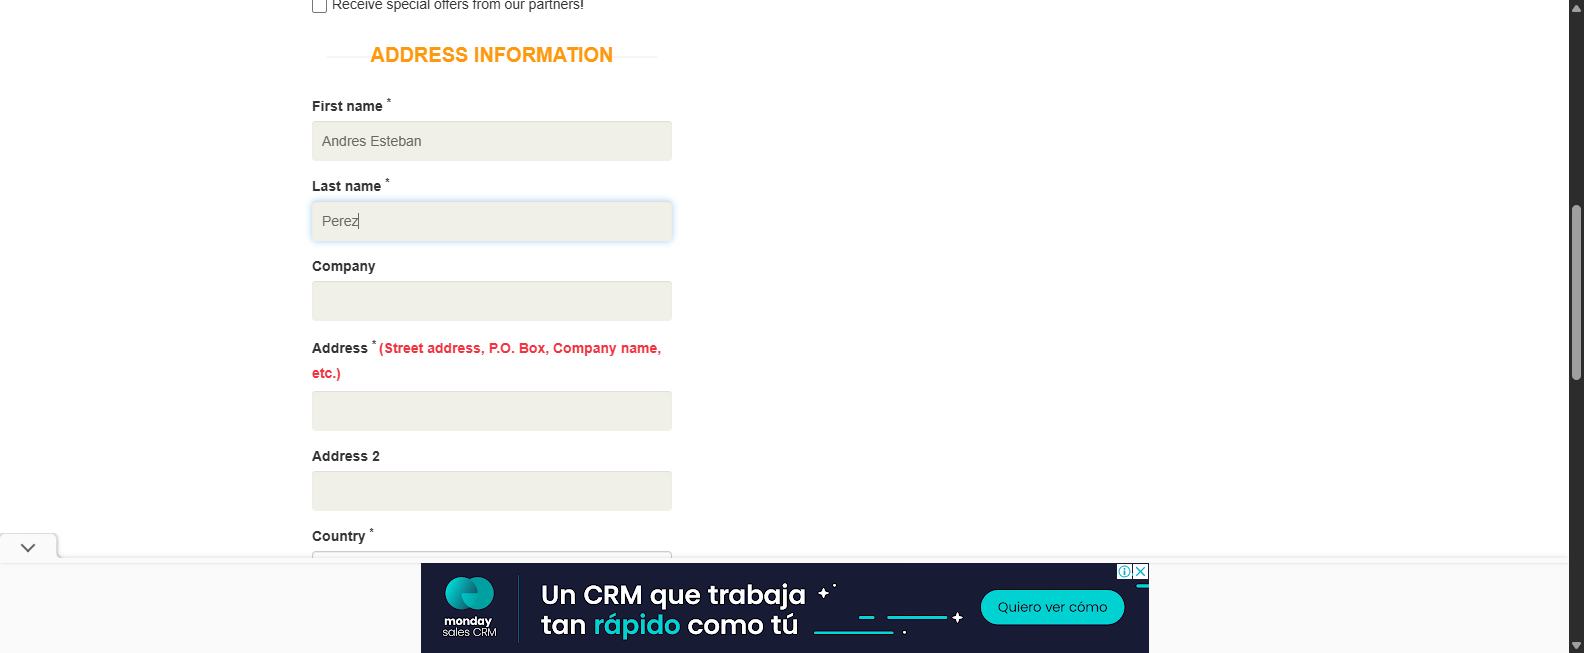 Receive special offers from our partners!
ADDRESS INFORMATION
First name *
Andres Esteban
Last name *
Perez
Company
Address * (Street address, P.O. Box, Company name,
etc.)
Address 2
Country *
monday
sales CRM
Un CRM que trabaja
tan rápido como tú
Quiero ver cómo